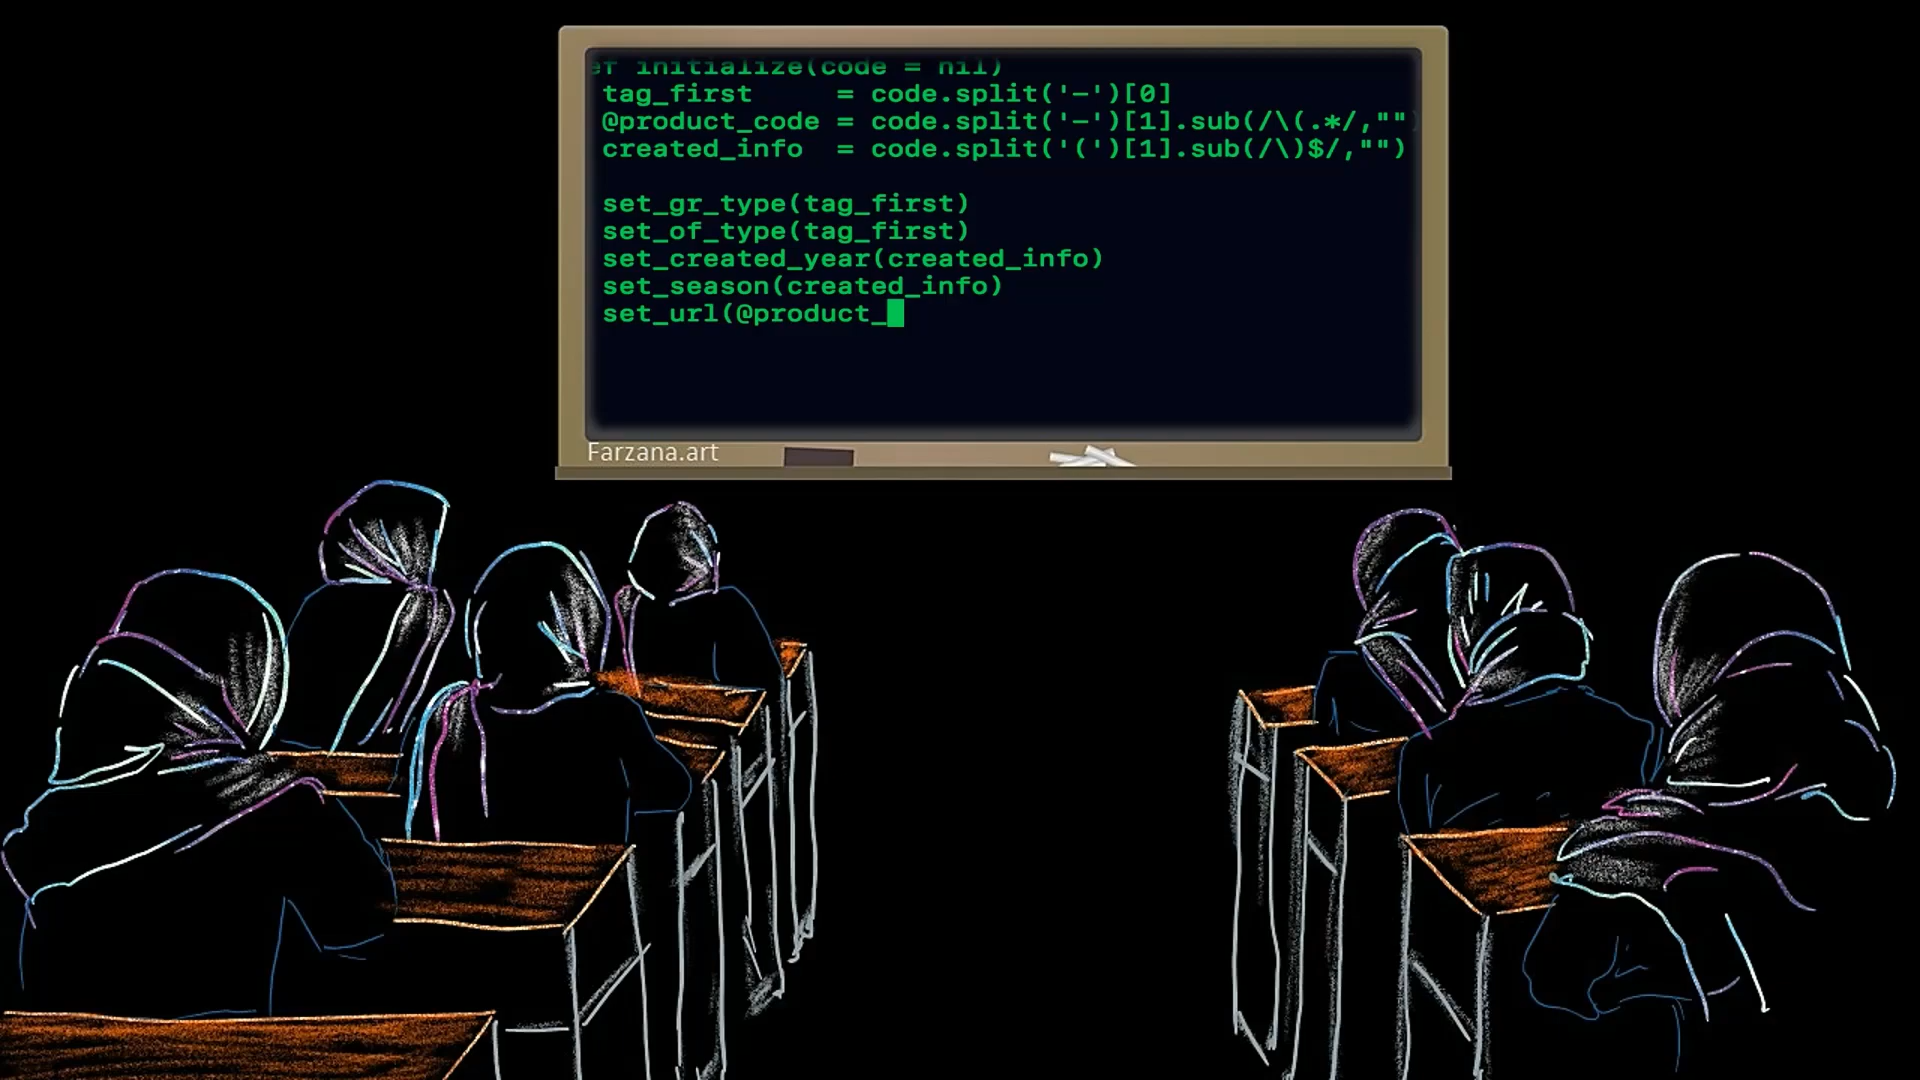 ef initialize(code = nil)
tag_first = code.split('-')[0]
@product_code = code.split('-')[1].sub(/\(.*/,"")
created_info = code.split('(')[1].sub(/\)$/,"")
set_gr_type(tag_first)
set_of_type(tag_first)
set_created_year(created_info)
set_season(created_info)
set_url(@product_
Farzana.art